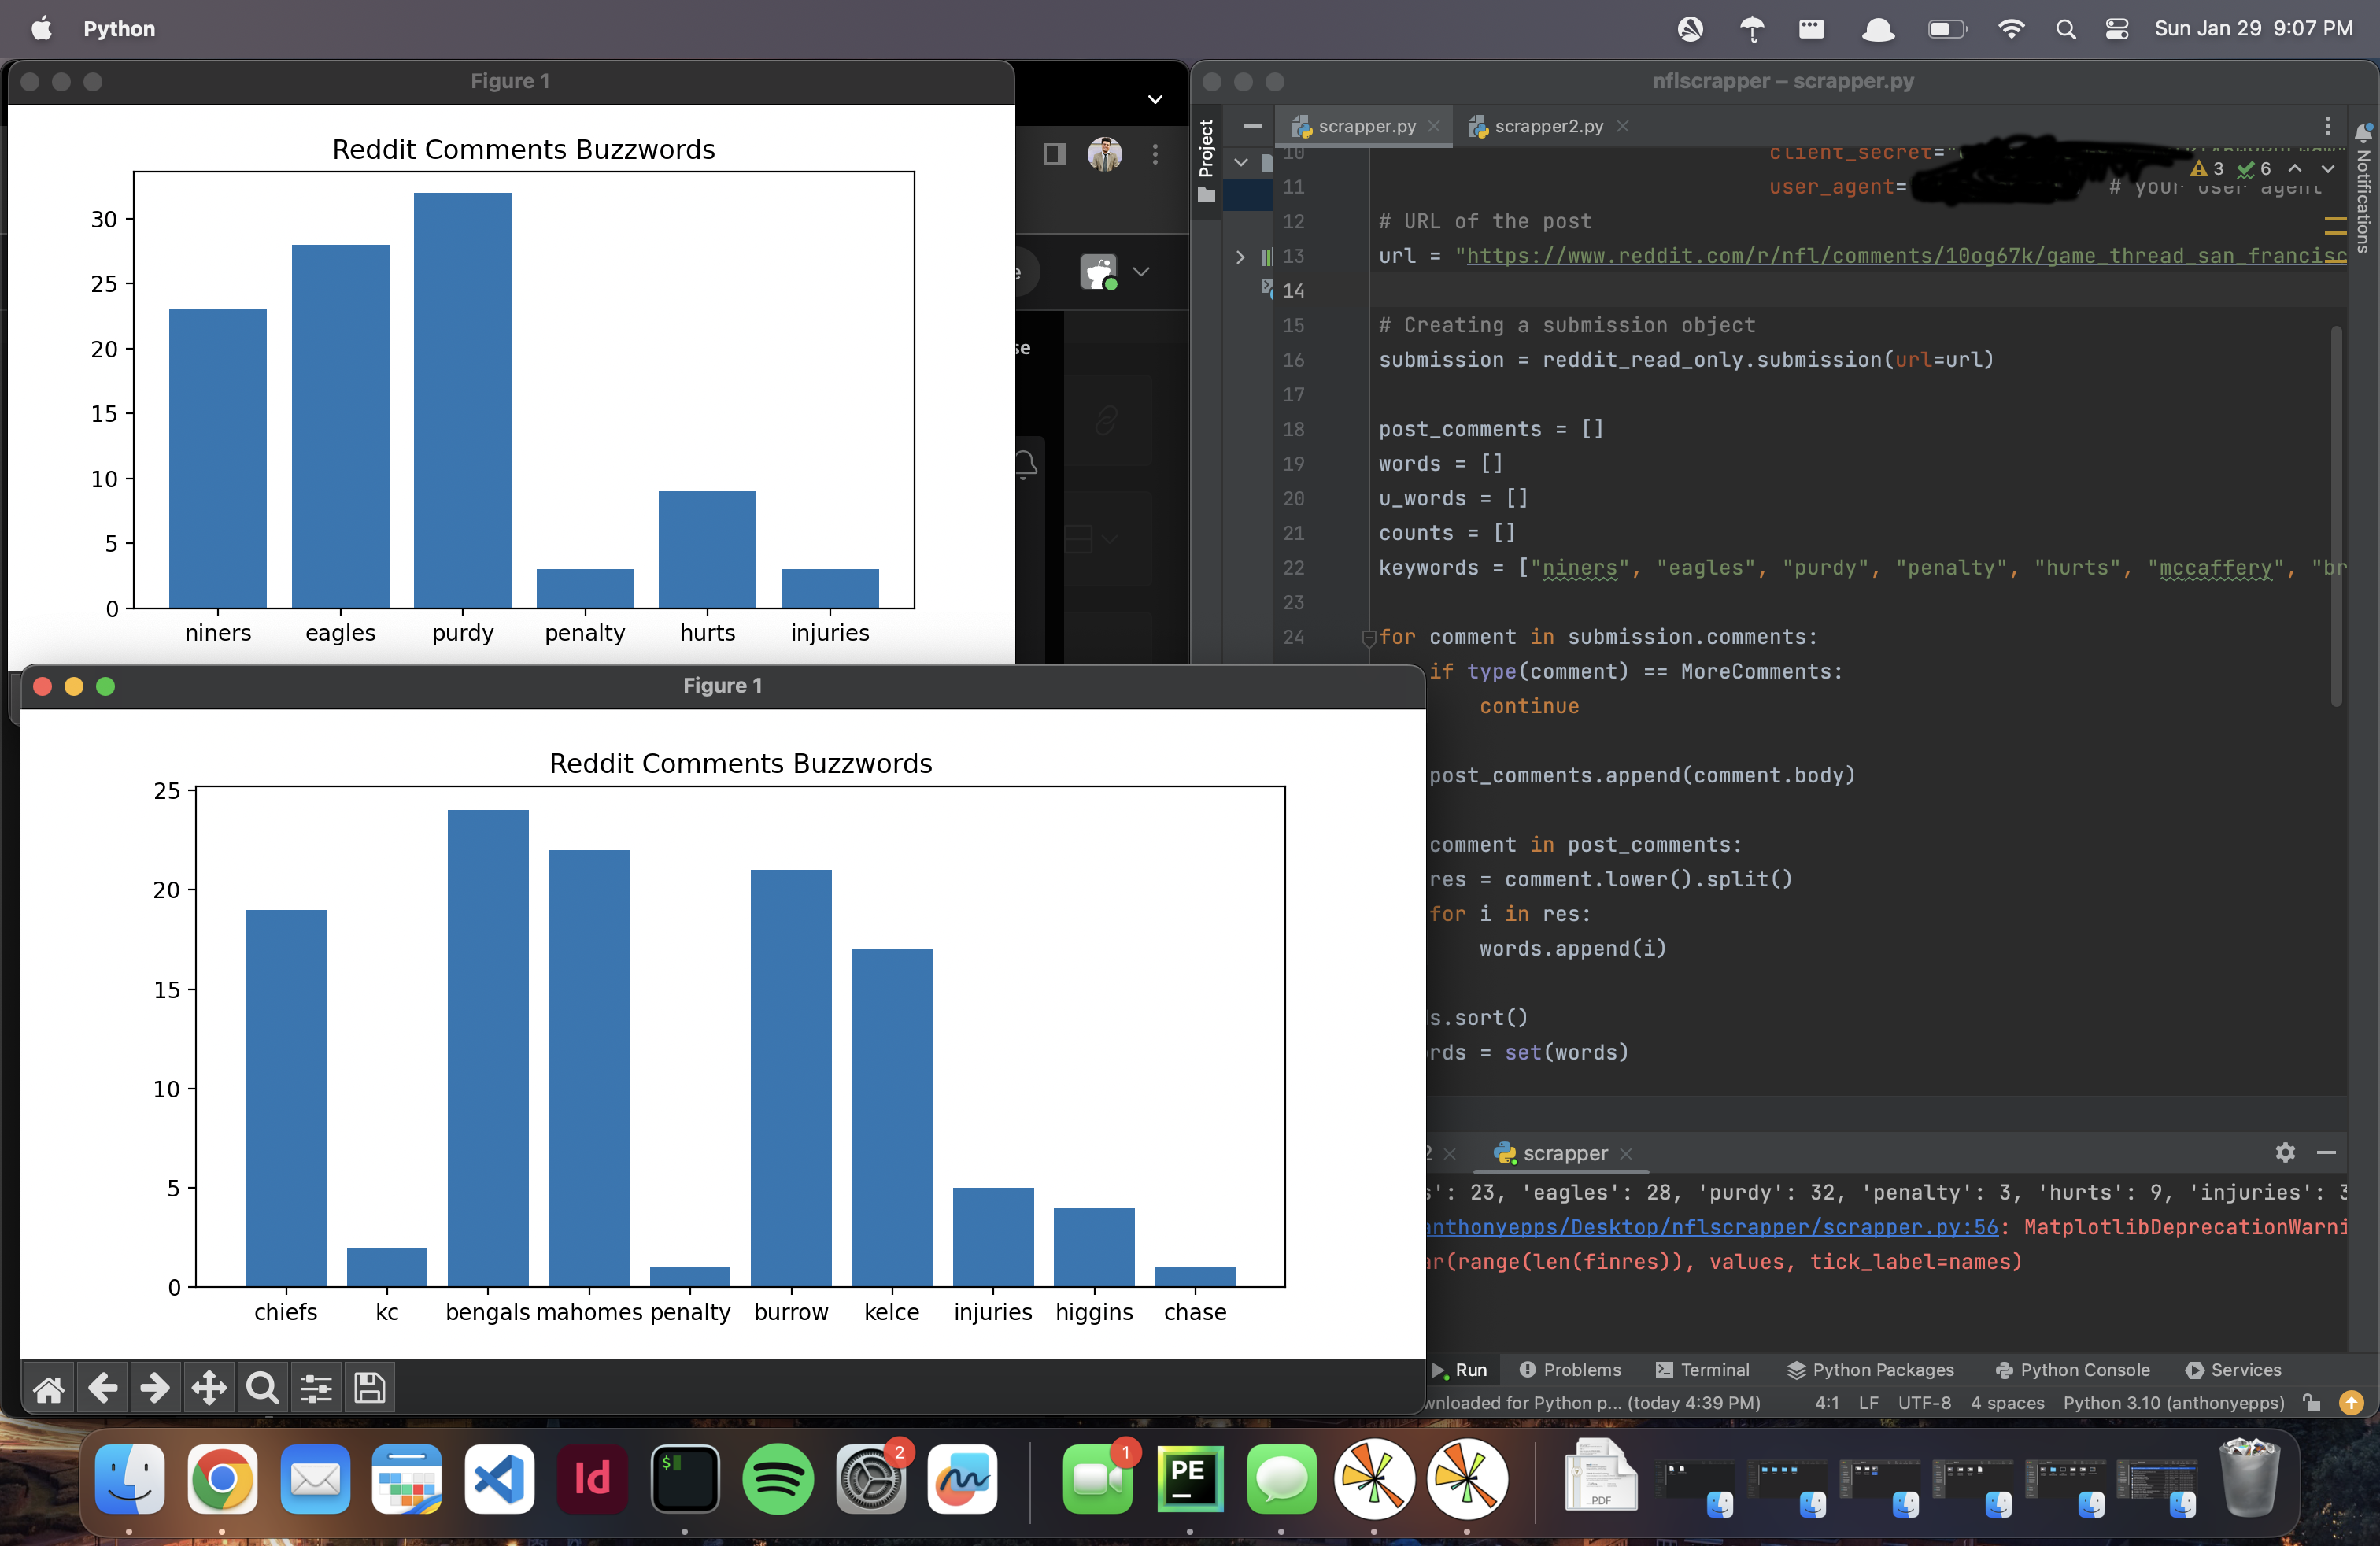 Python
Sun Jan 29 9:07 PM
Figure 1
Reddit Comments Buzzwords
30
25
20
15
10
5
0
niners eagles purdy penalty hurts injuries
se
Figure 1
Reddit Comments Buzzwords
25
20
15
10
5
0
chiefs kc bengals mahomes penalty burrow kelce injuries higgins chase
nflscrapper – scrapper.py
Project
scrapper.py
scrapper2.py
Notifications
3 6
10 client_secret="
11 user_agent= # your user agent
12 # URL of the post
13 url = "https://www.reddit.com/r/nfl/comments/10og67k/game_thread_san_francisc
14
15 # Creating a submission object
16 submission = reddit_read_only.submission(url=url)
17
18 post_comments = []
19 words = []
20 u_words = []
21 counts = []
22 keywords = ["niners", "eagles", "purdy", "penalty", "hurts", "mccaffery", "br
23
24 for comment in submission.comments:
if type(comment) == MoreComments:
continue
post_comments.append(comment.body)
comment in post_comments:
res = comment.lower().split()
for i in res:
words.append(i)
s.sort()
rds = set(words)
2
scrapper
s': 23, 'eagles': 28, 'purdy': 32, 'penalty': 3, 'hurts': 9, 'injuries': 3
anthonyepps/Desktop/nflscrapper/scrapper.py:56: MatplotlibDeprecationWarni
ar(range(len(finres)), values, tick_label=names)
Run Problems Terminal Python Packages Python Console Services
wnloaded for Python p... (today 4:39 PM) 4:1 LF UTF-8 4 spaces Python 3.10 (anthonyepps)
Id
$
2
1
PE
PDF